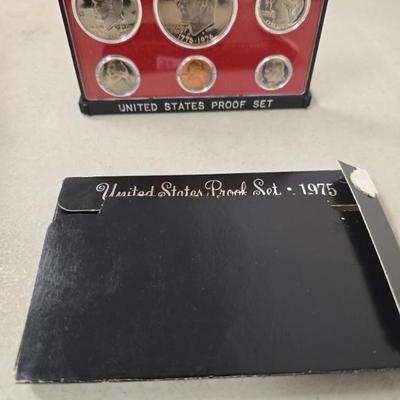 1776-1976
UNITED STATES PROOF SET
United States Proof Set • 1975